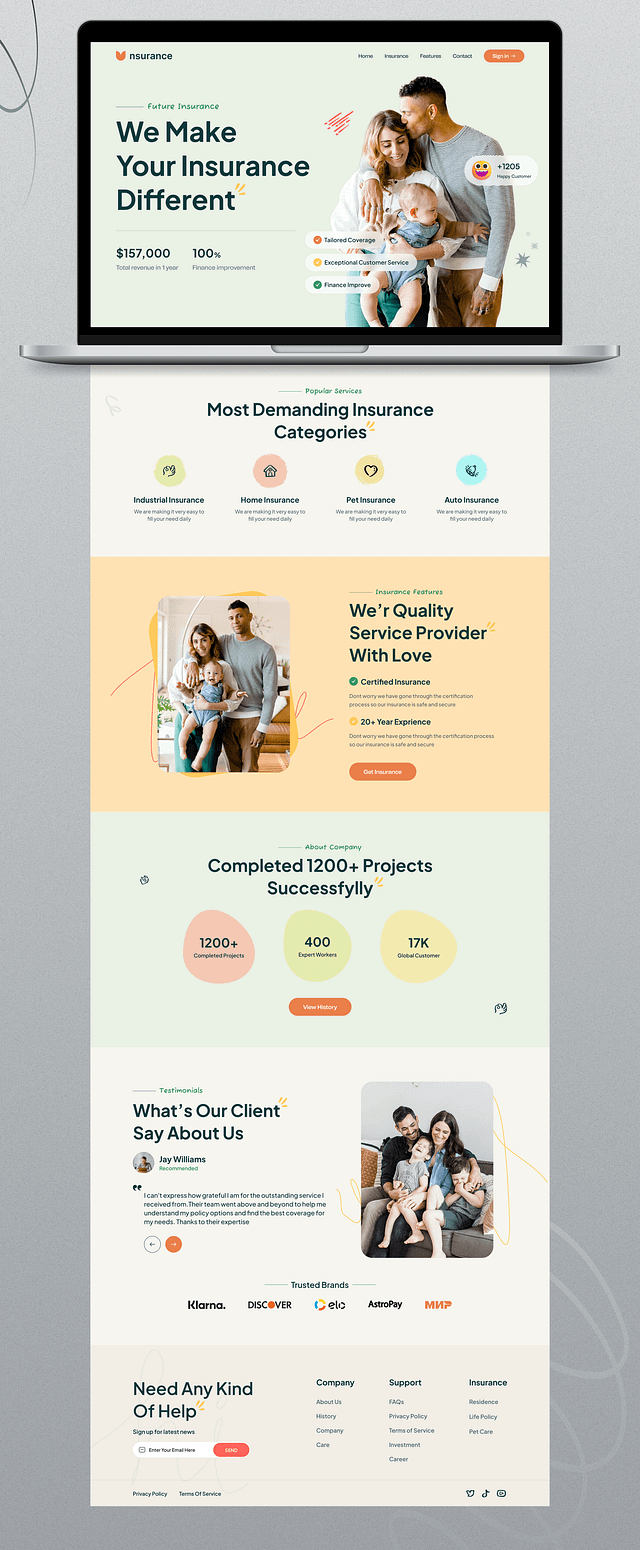 nsurance
Home Insurance Features Contact Sign in →
Future Insurance
We Make
Your Insurance
Different
$157,000 100%
Total revenue in 1 year Finance Improvement
+1205
Happy Customer
Tailored Coverage
Exceptional Customer Service
Finance Improve
Popular Services
Most Demanding Insurance
Categories
Industrial Insurance Home Insurance Pet Insurance Auto Insurance
We are making it very easy to We are making it very easy to We are making it very easy to We are making it very easy to
fill your need daily fill your need daily fill your need daily fill your need daily
Insurance Features
We'r Quality
Service Provider
With Love
Certified Insurance
Dont worry we have gone through the certification
process so our insurance is safe and secure
20+ Year Exprience
Dont worry we have gone through the certification process
so our insurance is safe and secure
Get Insurance
About Company
Completed 1200+ Projects
Successfylly
1200+ 400 17K
Completed Projects Expert Workers Global Customer
View History
Testimonials
What's Our Client
Say About Us
Jay Williams
Recommended
I can't express how grateful I am for the outstanding service I
received from.Their team went above and beyond to help me
understand my policy options and find the best coverage for
my needs. Thanks to their expertise
Trusted Brands
Klarna. DISCOVER elo AstroPay МИР
Need Any Kind
Of Help
Sign up for latest news
Enter Your Email Here SEND
Company Support Insurance
About Us FAQs Residence
History Privacy Policy Life Policy
Company Terms of Service Pet Care
Care Investment
Career
Privacy Policy Terms Of Service